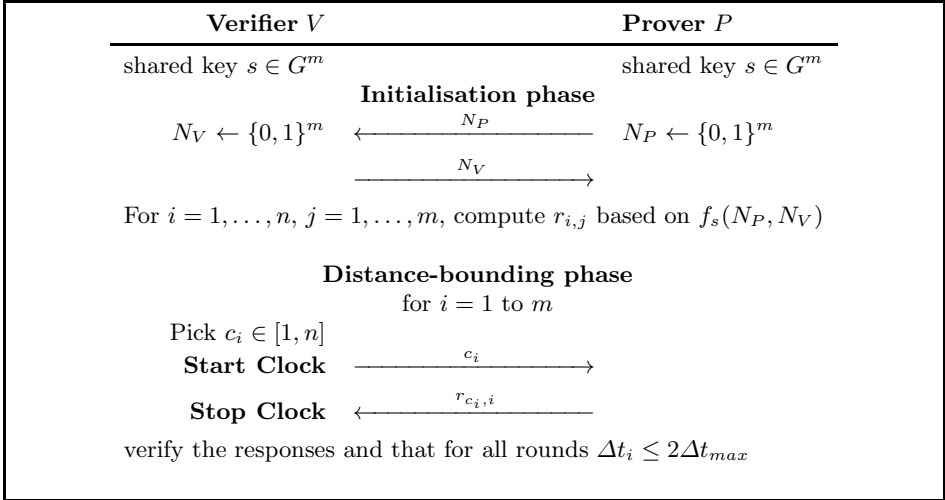 Verifier V Prover P
shared key s ∈ G^m shared key s ∈ G^m
Initialisation phase
N_V ← {0, 1}^m N_P N_P ← {0, 1}^m
N_V
For i = 1, . . . , n, j = 1, . . . , m, compute r_{i,j} based on f_s(N_P, N_V)
Distance-bounding phase
for i = 1 to m
Pick c_i ∈ [1, n]
Start Clock c_i
Stop Clock r_{c_i,i}
verify the responses and that for all rounds Δt_i ≤ 2Δt_{max}